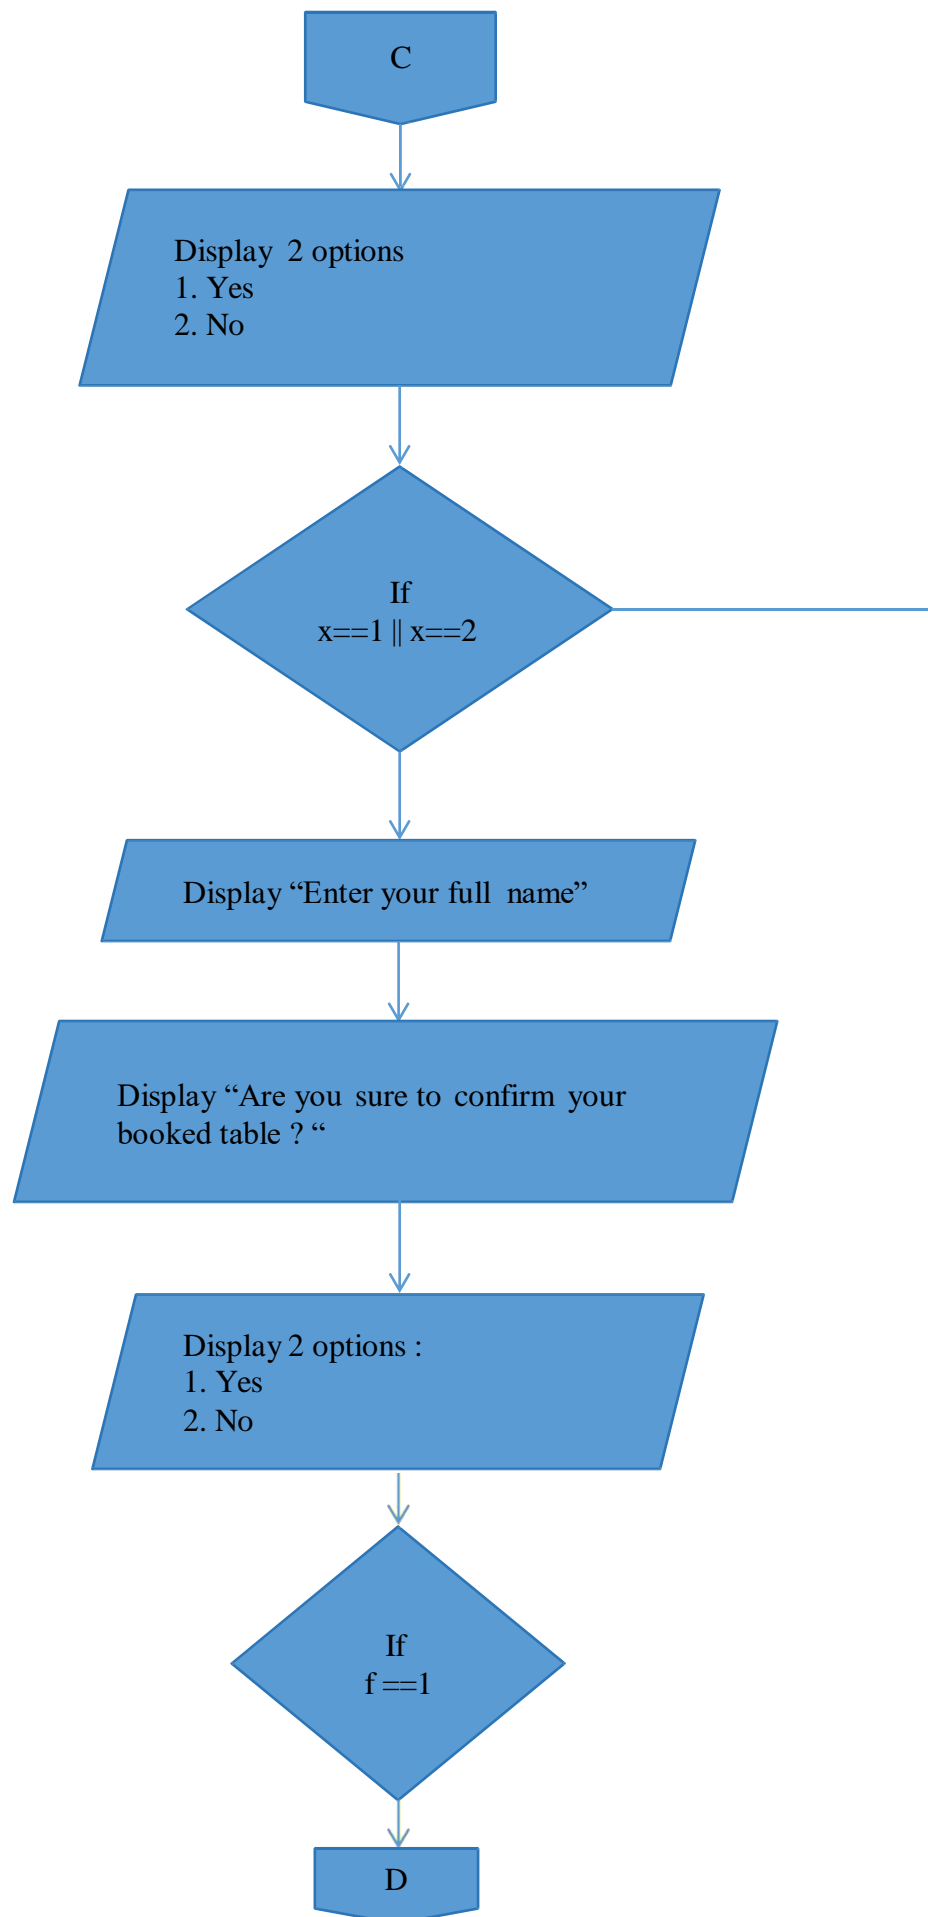 C
Display 2 options
1. Yes
2. No
If
x==1 || x==2
Display “Enter your full name”
Display “Are you sure to confirm your
booked table ? “
Display 2 options :
1. Yes
2. No
If
f ==1
D